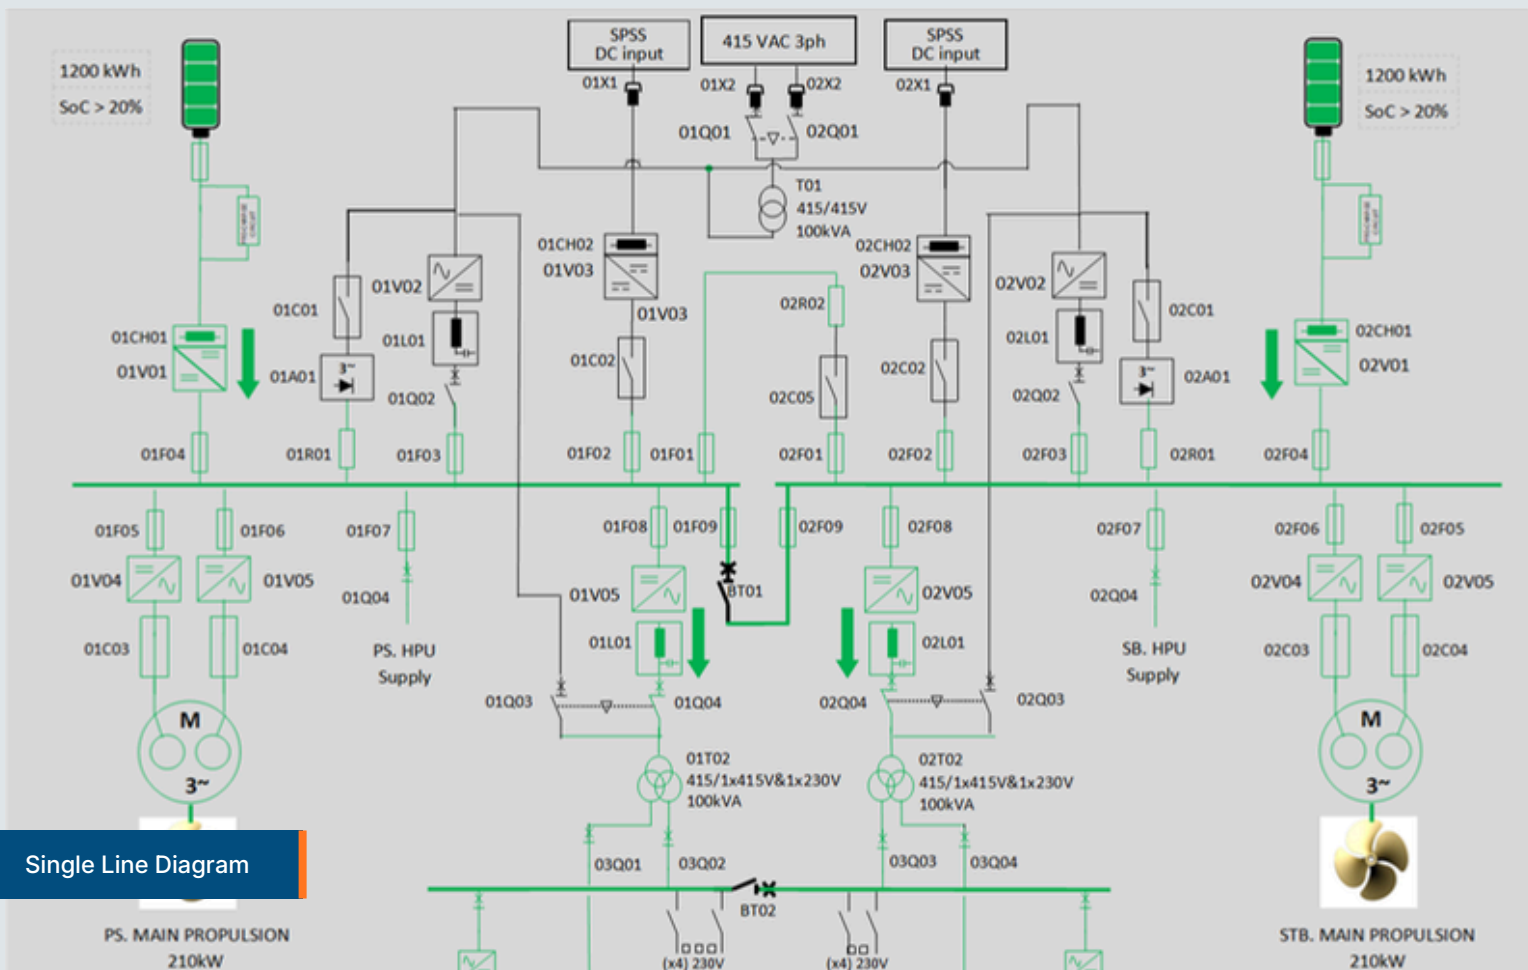 SPSS
DC input
415 VAC 3ph
SPSS
DC input
1200 kWh
SoC > 20%
1200 kWh
SoC > 20%
01X1
01X2
02X2
02X1
01Q01
02Q01
T01
415/415V
100kVA
01CH02
01V03
02CH02
02V03
01V02
02V02
01C01
02R02
02C01
01V03
01CH01
01V01
01L01
01C02
02L01
02CH01
02V01
01A01
01Q02
3~
02C05
02C02
02Q02
3~
02A01
01F04
01R01
01F03
01F02
01F01
02F01
02F02
02F03
02R01
02F04
01F05
01F06
01F07
01F08
01F09
02F09
02F08
02F07
02F06
02F05
01V04
01V05
01Q04
01V05
BT01
02V05
02Q04
02V04
02V05
01C03
01C04
PS. HPU
Supply
01L01
02L01
SB. HPU
Supply
02C03
02C04
01Q03
01Q04
02Q04
02Q03
M
3~
M
3~
01T02
415/1x415V&1x230V
100kVA
02T02
415/1x415V&1x230V
100kVA
03Q01
03Q02
03Q03
03Q04
Single Line Diagram
BT02
PS. MAIN PROPULSION
210kW
(x4) 230V
(x4) 230V
STB. MAIN PROPULSION
210kW